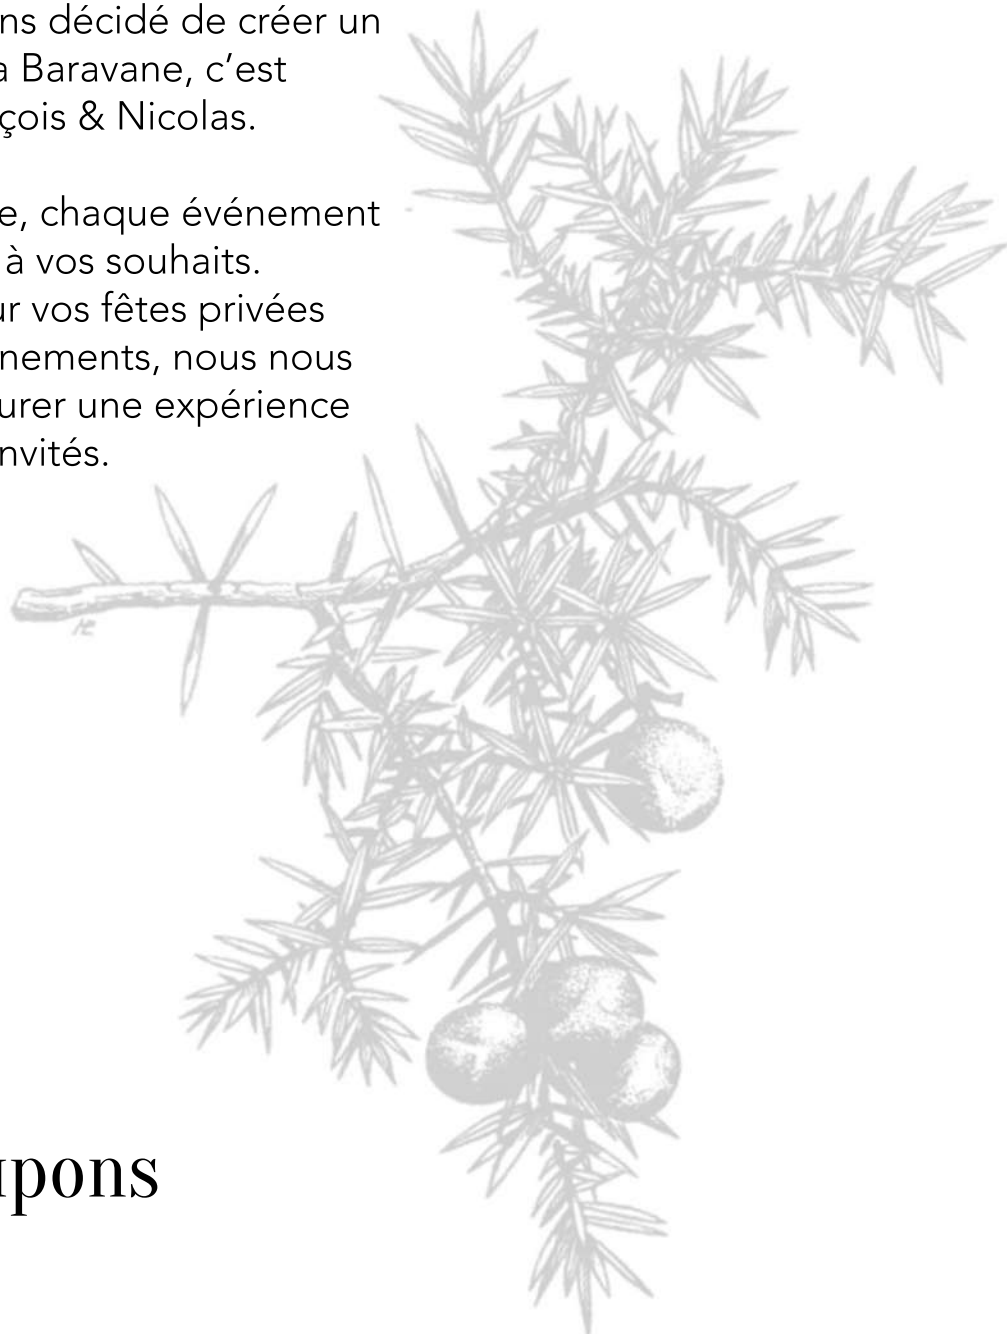 ns décidé de créer un
a Baravane, c’est
çois & Nicolas.
e, chaque événement
à vos souhaits.
ur vos fêtes privées
nements, nous nous
urer une expérience
nvités.
upons